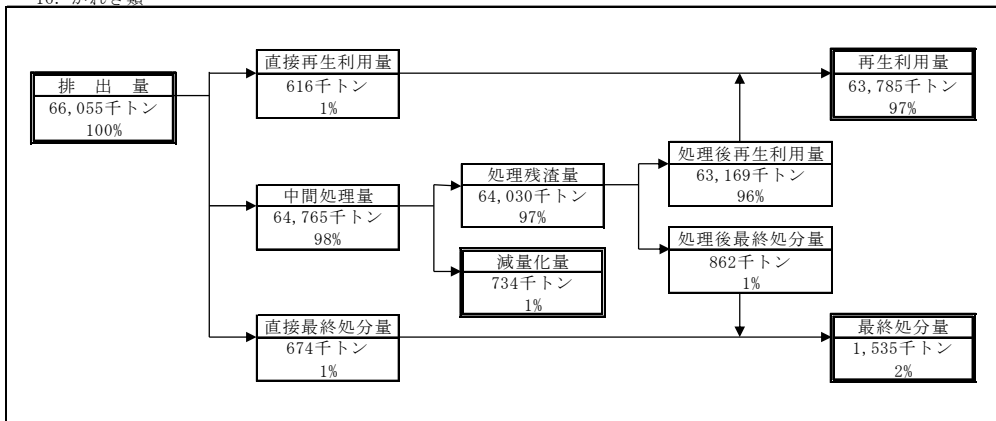 16. がれき類
排 出 量
66,055千トン
100%
直接再生利用量
616千トン
1%
中間処理量
64,765千トン
98%
直接最終処分量
674千トン
1%
処理残渣量
64,030千トン
97%
減量化量
734千トン
1%
処理後再生利用量
63,169千トン
96%
処理後最終処分量
862千トン
1%
再生利用量
63,785千トン
97%
最終処分量
1,535千トン
2%